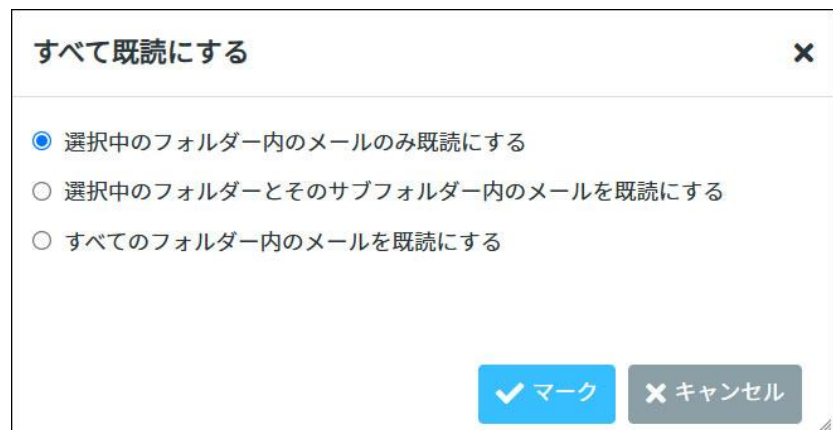 すべて既読にする
選択中のフォルダー内のメールのみ既読にする
選択中のフォルダーとそのサブフォルダー内のメールを既読にする
すべてのフォルダー内のメールを既読にする
マーク
キャンセル